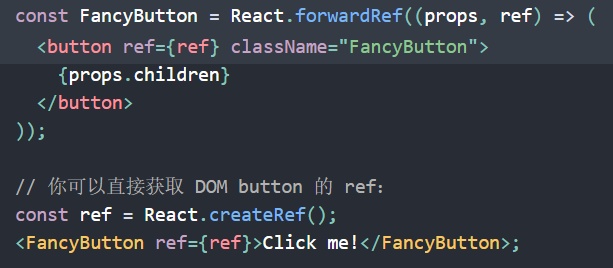 const FancyButton = React.forwardRef((props, ref) => (
  <button ref={ref} className="FancyButton">
    {props.children}
  </button>
));

// 你可以直接获取 DOM button 的 ref：
const ref = React.createRef();
<FancyButton ref={ref}>Click me!</FancyButton>;